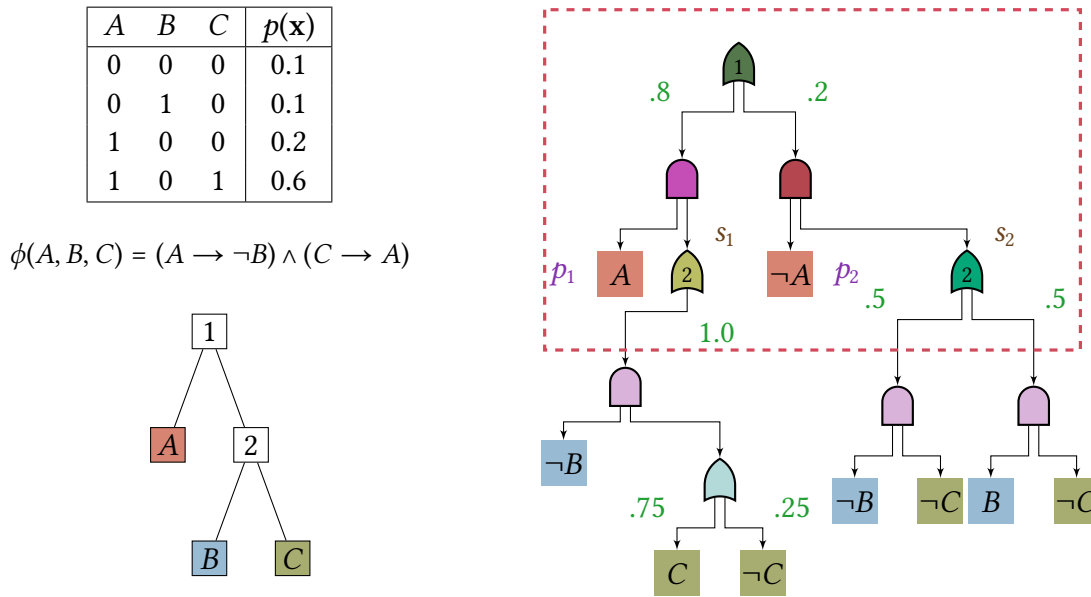 A B C p(x)
0 0 0 0.1
0 1 0 0.1
1 0 0 0.2
1 0 1 0.6
ϕ(A, B, C) = (A → ¬B) ∧ (C → A)
1
A 2
B C
1
.8 .2
s₁ s₂
p₁ A 2 ¬A p₂ 2
1.0 .5 .5
¬B ¬B ¬C B ¬C
.75 .25
C ¬C